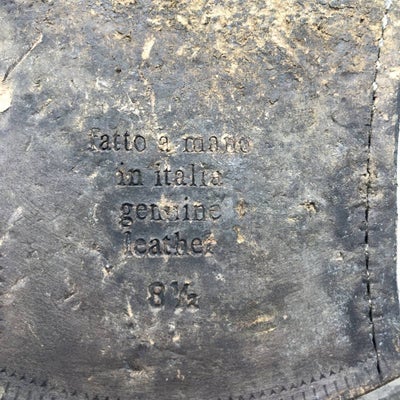 fatto a mano
in italia
genuine
leather
8½